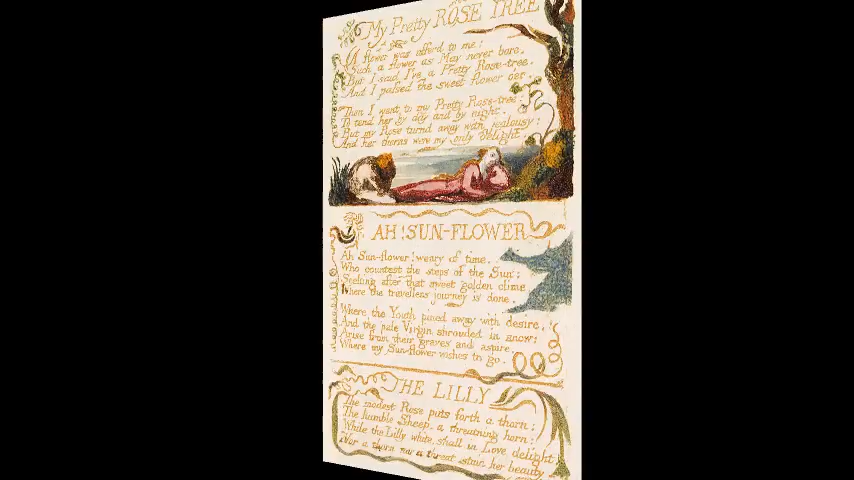 My Pretty ROSE TREE
A flower was offerd to me:
Such a flower as May never bore.
But I said I've a Pretty Rose-tree.
And I passed the sweet flower oer.
Then I went to my Pretty Rose-tree:
To tend her by day and by night.
But my Rose turnd away with jealousy:
And her thorns were my only delight.
AH! SUN-FLOWER
Ah Sun-flower! weary of time.
Who countest the steps of the Sun:
Seeking after that sweet golden clime
Where the travellers journey is done.
Where the Youth pined away with desire,
And the pale Virgin shrouded in snow:
Arise from their graves and aspire,
Where my Sun-flower wishes to go.
THE LILLY
The modest Rose puts forth a thorn:
The humble Sheep, a threatning horn:
While the Lilly white, shall in Love delight,
Nor a thorn nor a threat stain her beauty